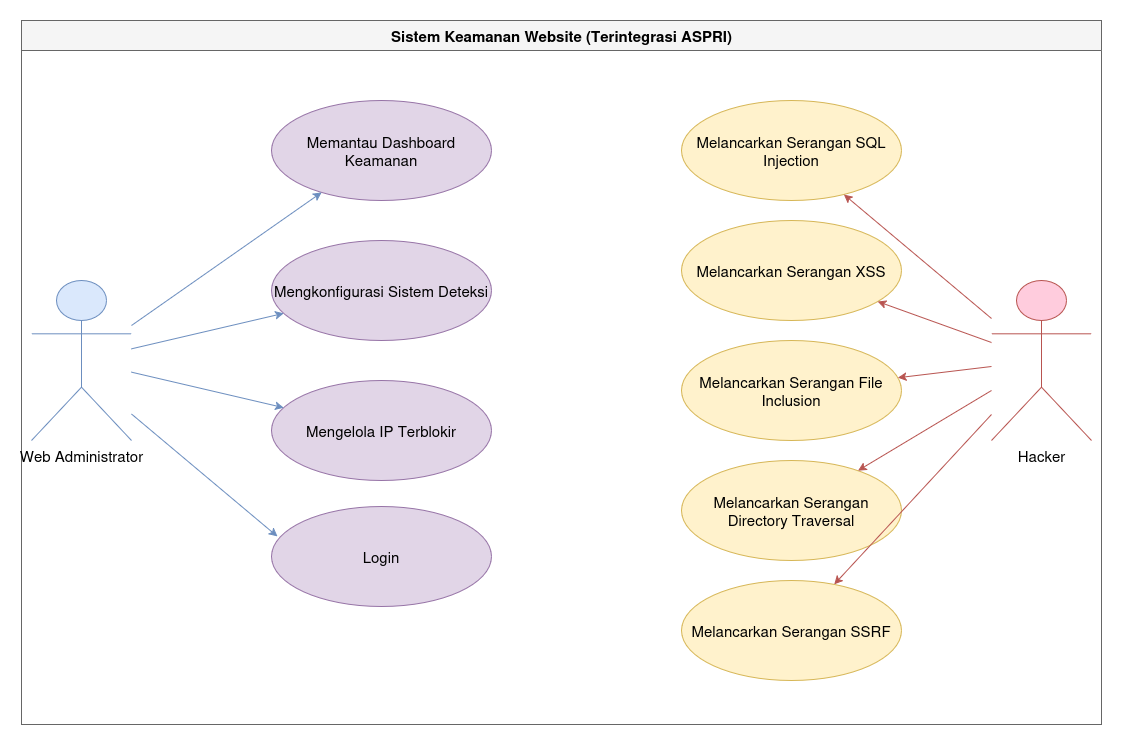 Sistem Keamanan Website (Terintegrasi ASPRI)
Memantau Dashboard
Keamanan
Mengkonfigurasi Sistem Deteksi
Mengelola IP Terblokir
Login
Web Administrator
Melancarkan Serangan SQL
Injection
Melancarkan Serangan XSS
Melancarkan Serangan File
Inclusion
Melancarkan Serangan
Directory Traversal
Melancarkan Serangan SSRF
Hacker